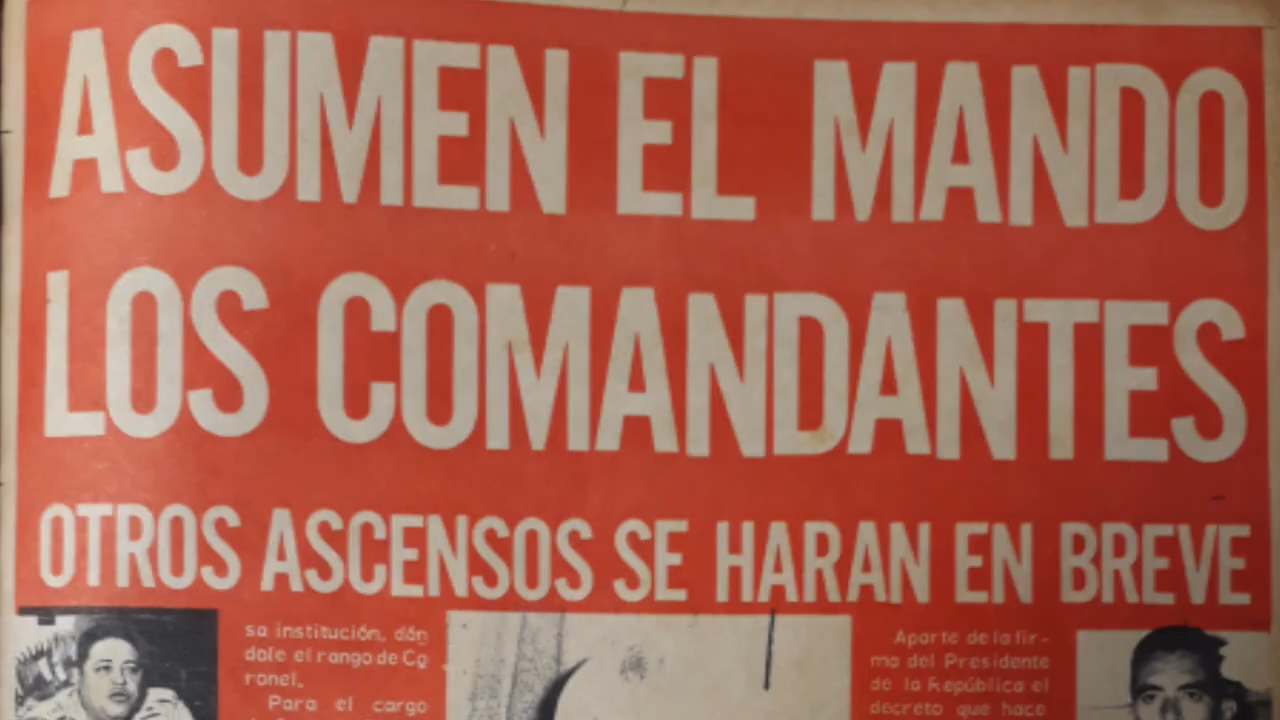 ASUMEN EL MANDO
LOS COMANDANTES
OTROS ASCENSOS SE HARAN EN BREVE
sa institución, dán
dole el rango de Co
ronel.
Para el cargo
Aparte de la fir-
ma del Presidente
de la República el
decreto que hace